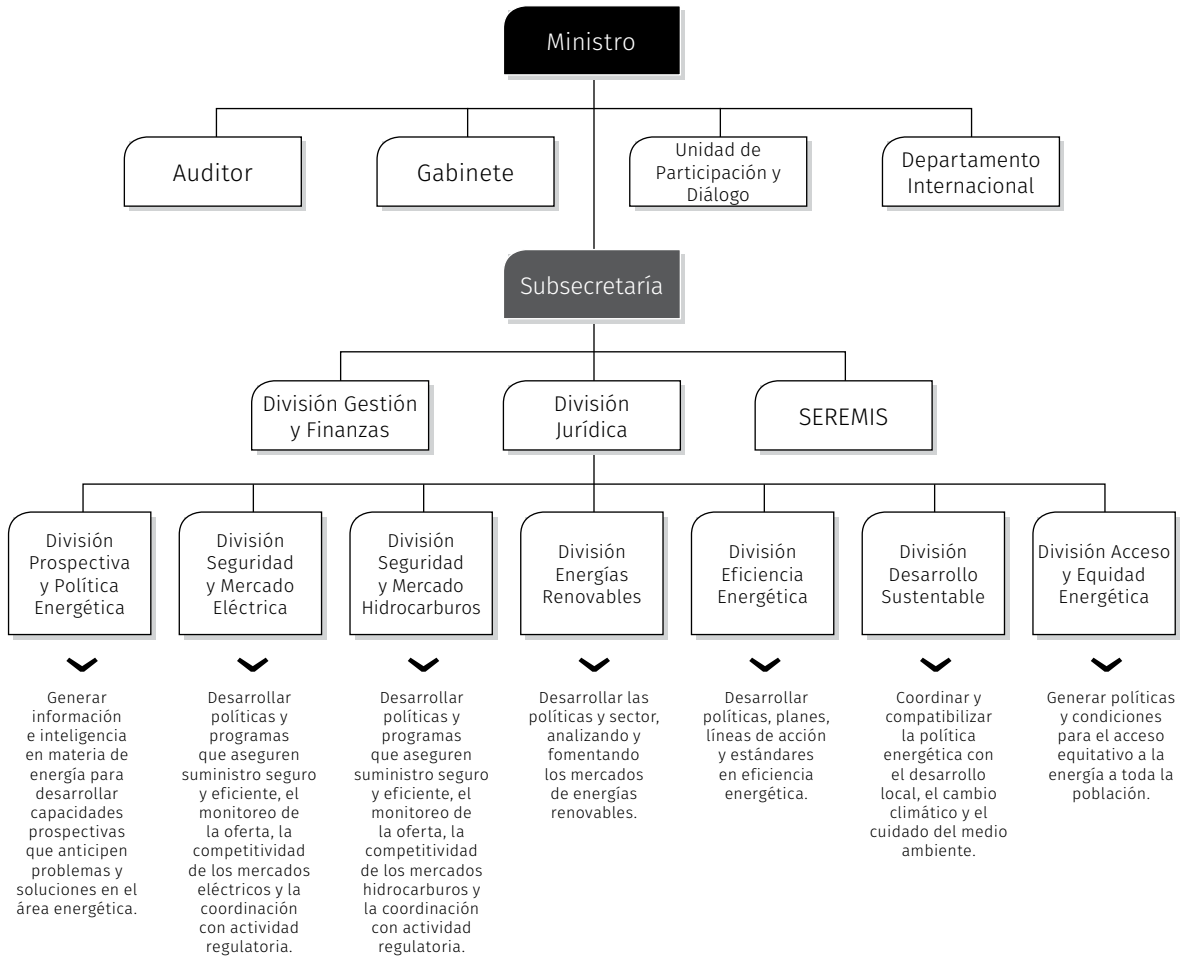 Ministro
Auditor
Gabinete
Unidad de
Participación y
Diálogo
Departamento
Internacional
Subsecretaría
División Gestión
y Finanzas
División
Jurídica
SEREMIS
División
Prospectiva
y Política
Energética
División
Seguridad
y Mercado
Eléctrica
División
Seguridad
y Mercado
Hidrocarburos
División
Energías
Renovables
División
Eficiencia
Energética
División
Desarrollo
Sustentable
División Acceso
y Equidad
Energética
Generar
información
e inteligencia
en materia de
energía para
desarrollar
capacidades
prospectivas
que anticipen
problemas y
soluciones en el
área energética.
Desarrollar
políticas y
programas
que aseguren
suministro seguro
y eficiente, el
monitoreo de
la oferta, la
competitividad
de los mercados
eléctricos y la
coordinación
con actividad
regulatoria.
Desarrollar
políticas y
programas
que aseguren
suministro seguro
y eficiente, el
monitoreo de
la oferta, la
competitividad
de los mercados
hidrocarburos y
la coordinación
con actividad
regulatoria.
Desarrollar las
políticas y sector,
analizando y
fomentando
los mercados
de energías
renovables.
Desarrollar
políticas, planes,
líneas de acción
y estándares
en eficiencia
energética.
Coordinar y
compatibilizar
la política
energética con
el desarrollo
local, el cambio
climático y el
cuidado del medio
ambiente.
Generar políticas
y condiciones
para el acceso
equitativo a la
energía a toda la
población.